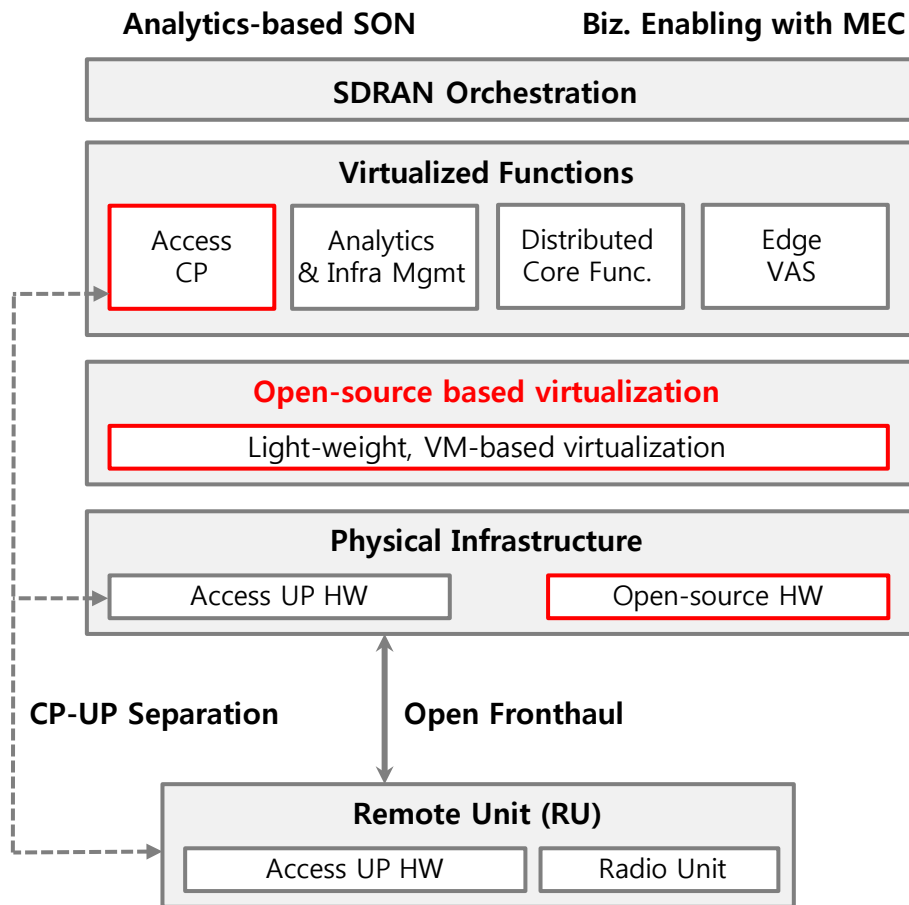 Analytics-based SON
Biz. Enabling with MEC
SDRAN Orchestration
Virtualized Functions
Access
CP
Analytics
& Infra Mgmt
Distributed
Core Func.
Edge
VAS
Open-source based virtualization
Light-weight, VM-based virtualization
Physical Infrastructure
Access UP HW
Open-source HW
CP-UP Separation
Open Fronthaul
Remote Unit (RU)
Access UP HW
Radio Unit